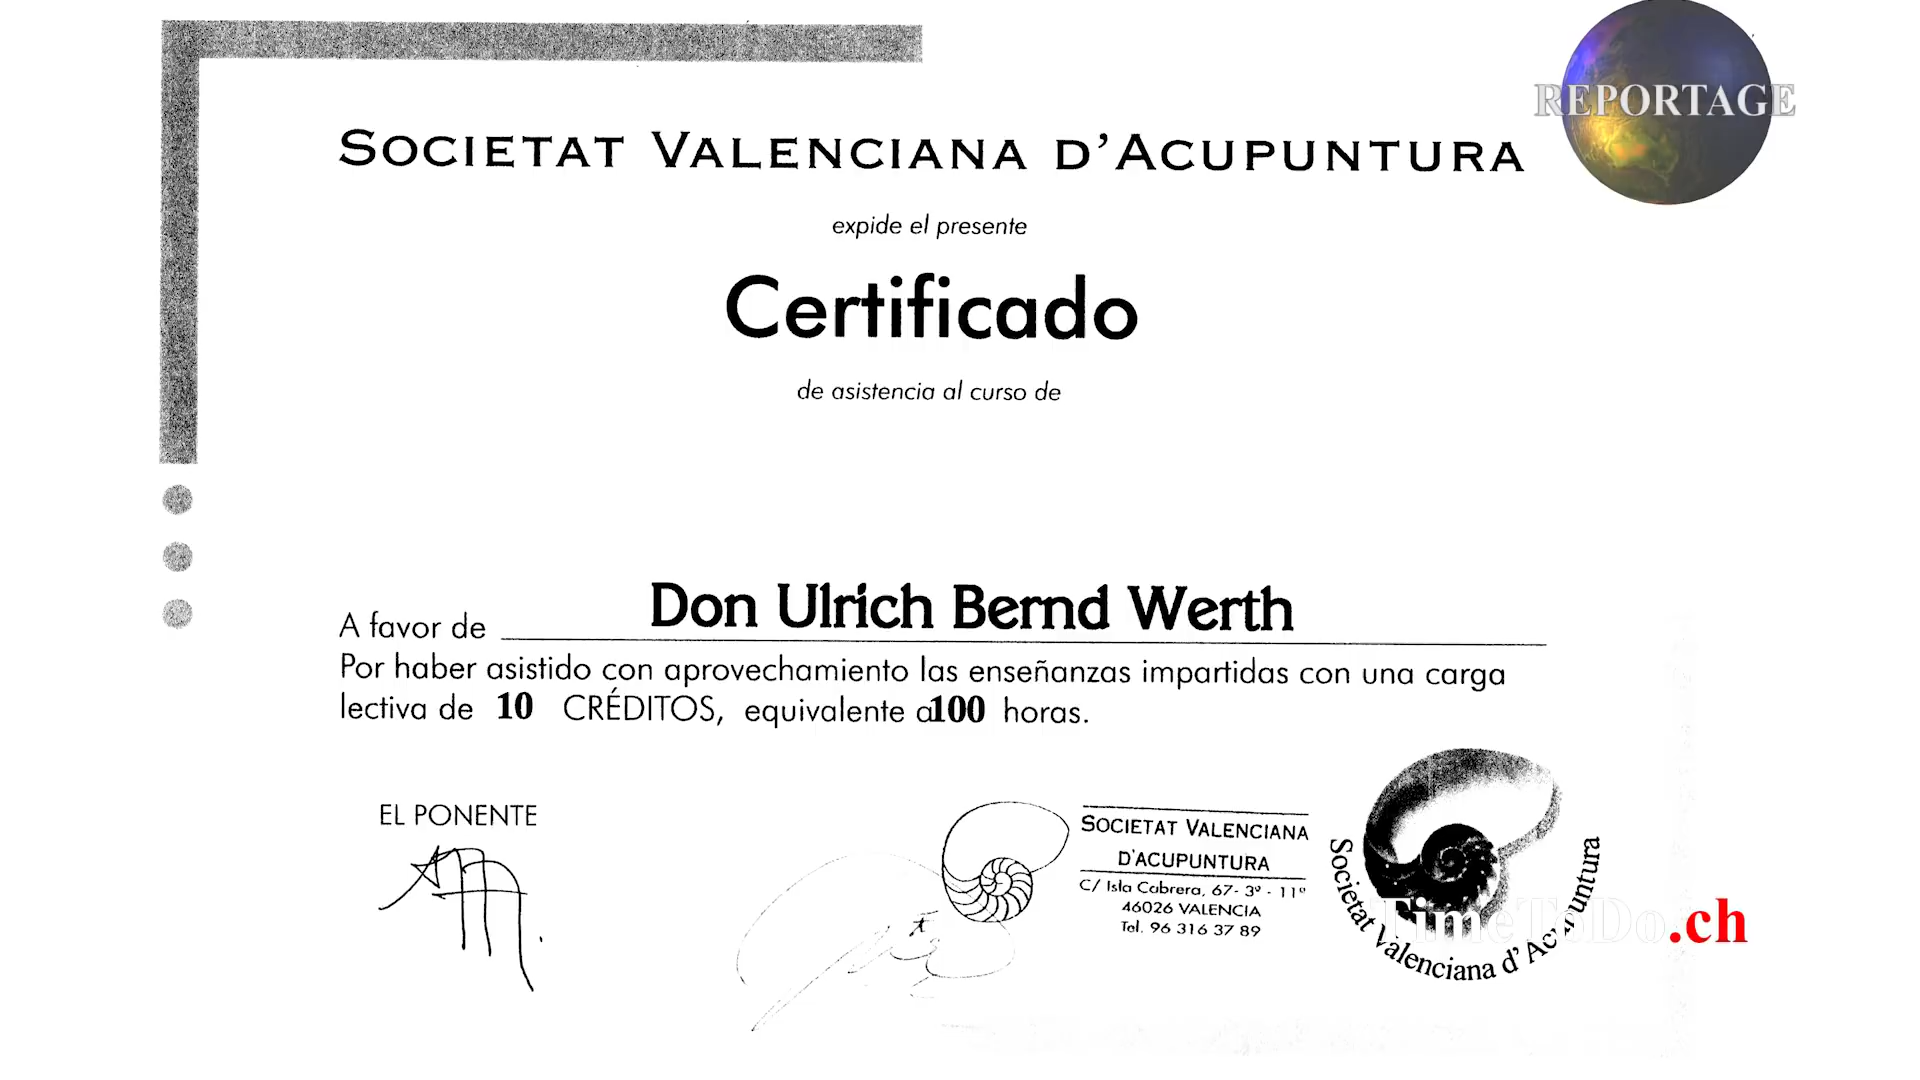 REPORTAGE
SOCIETAT VALENCIANA D'ACUPUNTURA
expide el presente
Certificado
de asistencia al curso de
Don Ulrich Bernd Werth
A favor de
Por haber asistido con aprovechamiento las enseñanzas impartidas con una carga
lectiva de 10 CRÉDITOS, equivalente a 100 horas.
EL PONENTE
SOCIETAT VALENCIANA
D'ACUPUNTURA
C/ Isla Cabrera, 67- 3º - 11ª
46026 VALENCIA
Tel. 96 316 37 89
Societat Valenciana d'Acupuntura
TimeToDo.ch